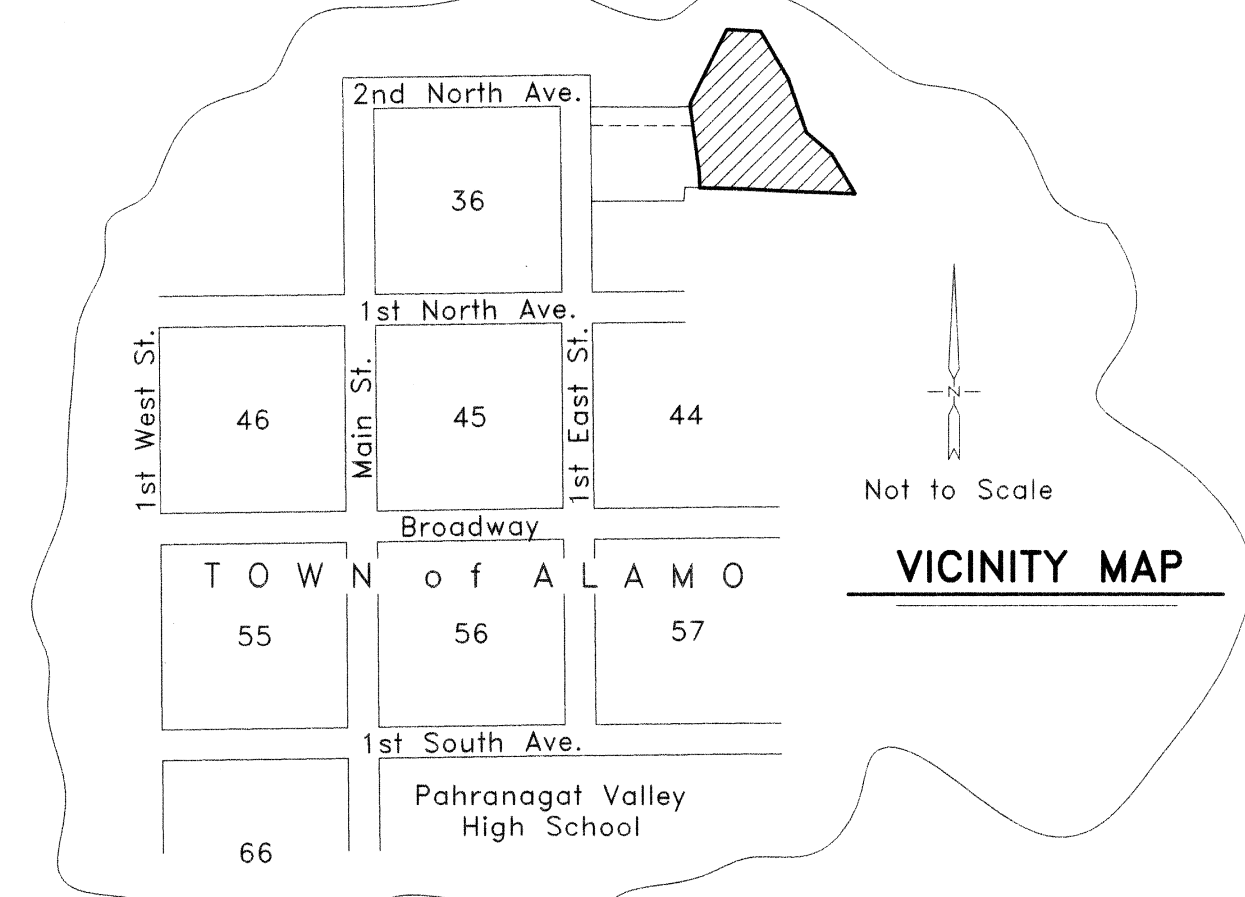 2nd North Ave.
36
1st North Ave.
1st West St.
Main St.
1st East St.
46
45
44
N
Not to Scale
Broadway
VICINITY MAP
TOWN of ALAMO
55
56
57
1st South Ave.
Pahranagat Valley
High School
66